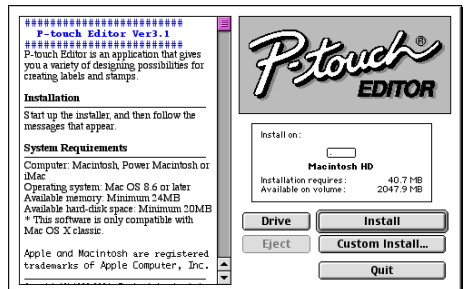 ########################
P-touch Editor Ver3.1
########################
P-touch Editor is an application that gives
you a variety of designing possibilities for
creating labels and stamps.
Installation
Start up the installer, and then follow the
messages that appear.
System Requirements
Computer: Macintosh, Power Macintosh or
iMac
Operating system: Mac OS 8.6 or later
Available memory: Minimum 24MB
Available hard-disk space: Minimum 20MB
* This software is only compatible with
Mac OS X classic.
Apple and Macintosh are registered
trademarks of Apple Computer, Inc.
P-touch®
EDITOR
Install on:
Macintosh HD
Installation requires: 40.7 MB
Available on volume: 2047.9 MB
Drive
Install
Eject
Custom Install...
Quit